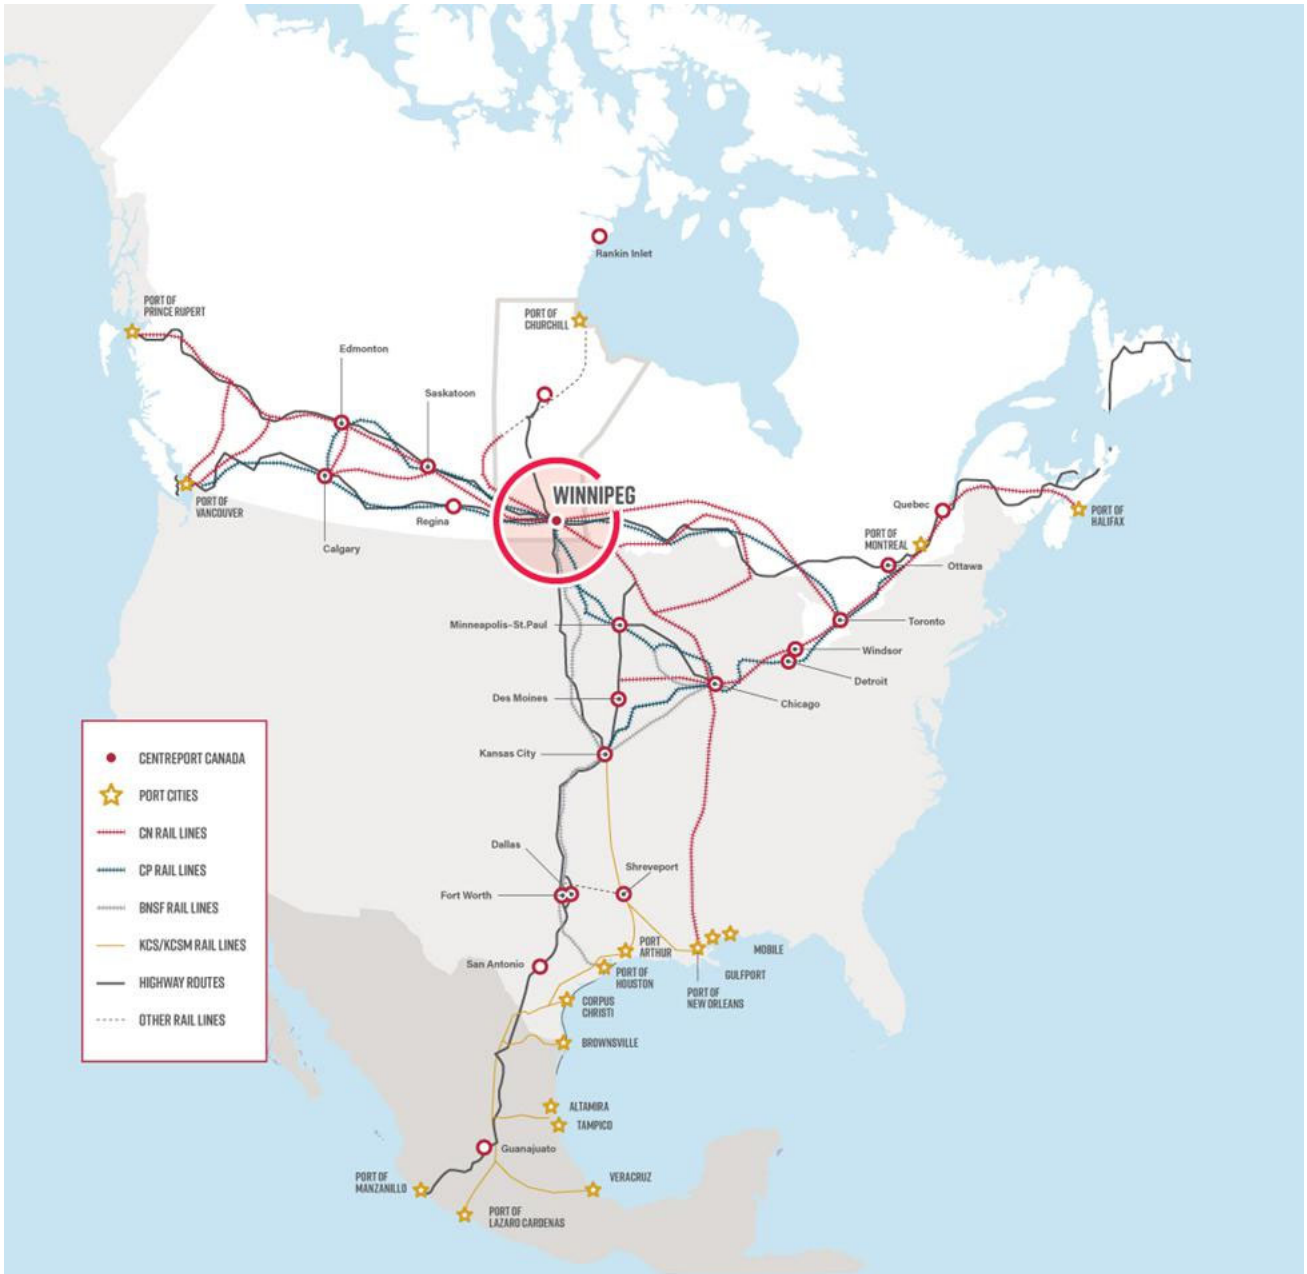 Rankin Inlet
PORT OF
PRINCE RUPERT
PORT OF
CHURCHILL
Edmonton
Saskatoon
WINNIPEG
PORT OF
VANCOUVER
Regina
Calgary
Quebec
PORT OF
MONTREAL
PORT OF
HALIFAX
Ottawa
Minneapolis-St.Paul
Toronto
Windsor
Detroit
Des Moines
Chicago
Kansas City
CENTREPORT CANADA
PORT CITIES
CN RAIL LINES
CP RAIL LINES
BNSF RAIL LINES
KCS/KCSM RAIL LINES
HIGHWAY ROUTES
OTHER RAIL LINES
Dallas
Shreveport
Fort Worth
PORT
ARTHUR
MOBILE
San Antonio
PORT OF
HOUSTON
GULFPORT
PORT OF
NEW ORLEANS
CORPUS
CHRISTI
BROWNSVILLE
ALTAMIRA
TAMPICO
Guanajuato
PORT OF
MANZANILLO
VERACRUZ
PORT OF
LAZARO CARDENAS